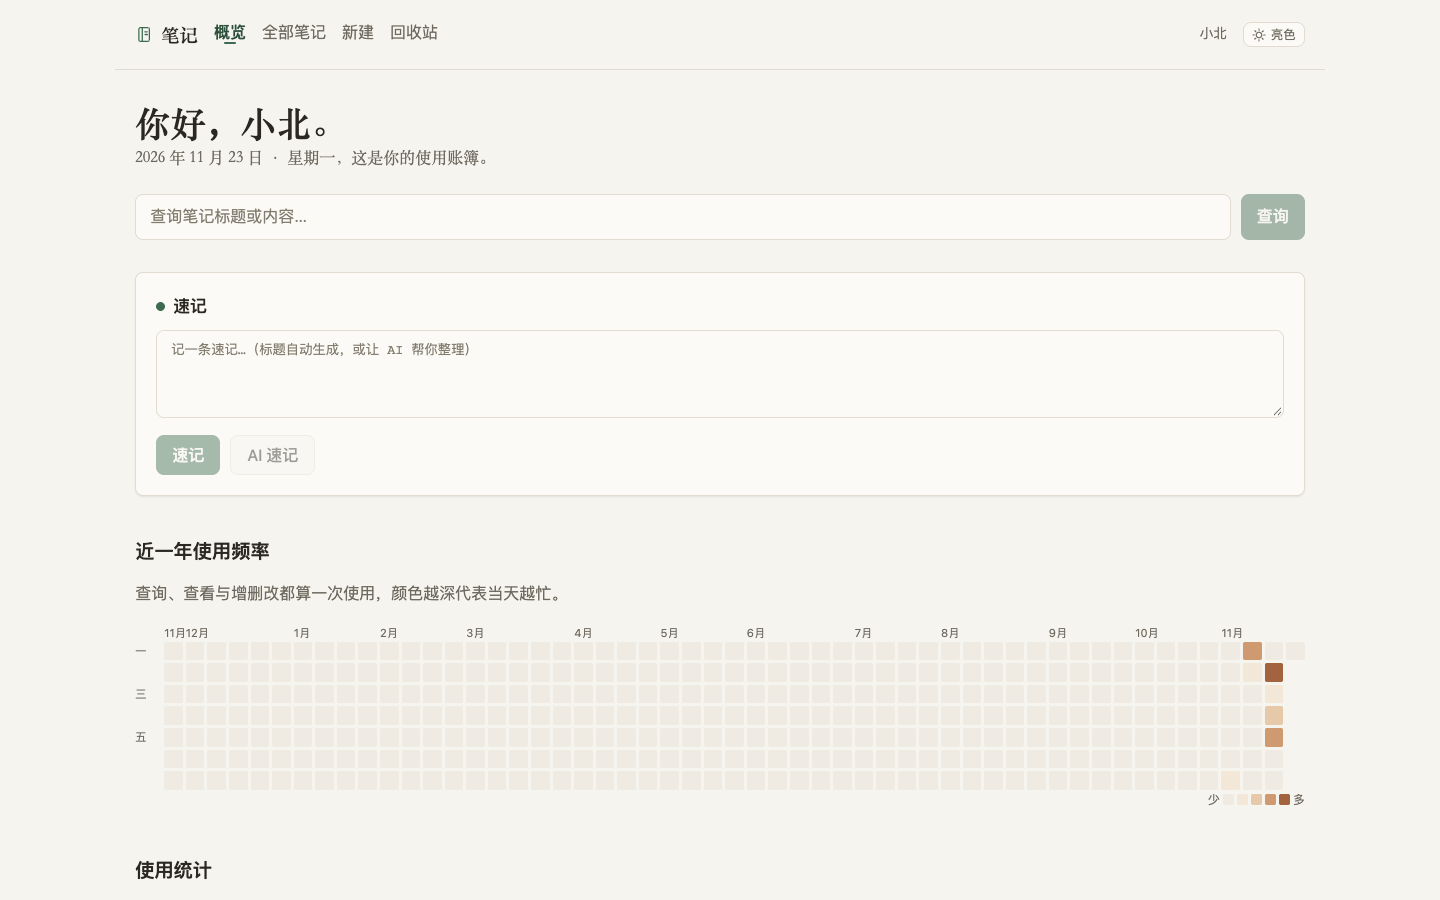 笔记 概览 全部笔记 新建 回收站 小北 亮色
你好，小北。
2026 年 11 月 23 日 · 星期一，这是你的使用账簿。
查询笔记标题或内容... 查询
速记
记一条速记…（标题自动生成，或让 AI 帮你整理）
速记 AI 速记
近一年使用频率
查询、查看与增删改都算一次使用，颜色越深代表当天越忙。
11月12月 1月 2月 3月 4月 5月 6月 7月 8月 9月 10月 11月
一
三
五
少 多
使用统计